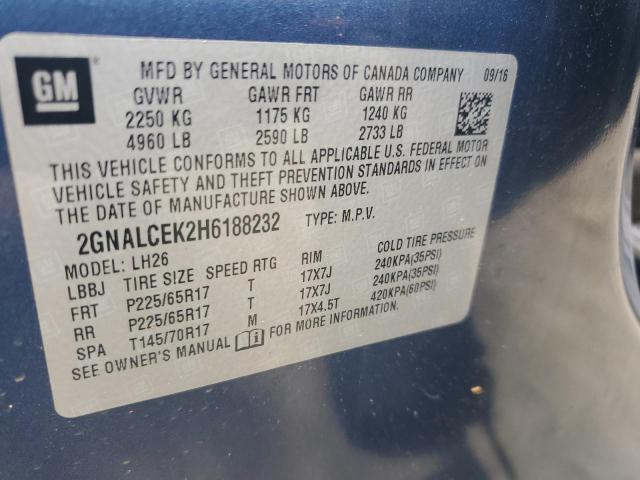 GM
MFD BY GENERAL MOTORS OF CANADA COMPANY 09/16
GVWR GAWR FRT GAWR RR
2250 KG 1175 KG 1240 KG
4960 LB 2590 LB 2733 LB
THIS VEHICLE CONFORMS TO ALL APPLICABLE U.S. FEDERAL MOTOR
VEHICLE SAFETY AND THEFT PREVENTION STANDARDS IN EFFECT ON
THE DATE OF MANUFACTURE SHOWN ABOVE.
2GNALCEK2H6188232 TYPE: M.P.V.
MODEL: LH26
LBBJ TIRE SIZE SPEED RTG RIM COLD TIRE PRESSURE
FRT P225/65R17 T 17X7J 240KPA(35PSI)
RR P225/65R17 T 17X7J 240KPA(35PSI)
SPA T145/70R17 M 17X4.5T 420KPA(60PSI)
SEE OWNER'S MANUAL FOR MORE INFORMATION.